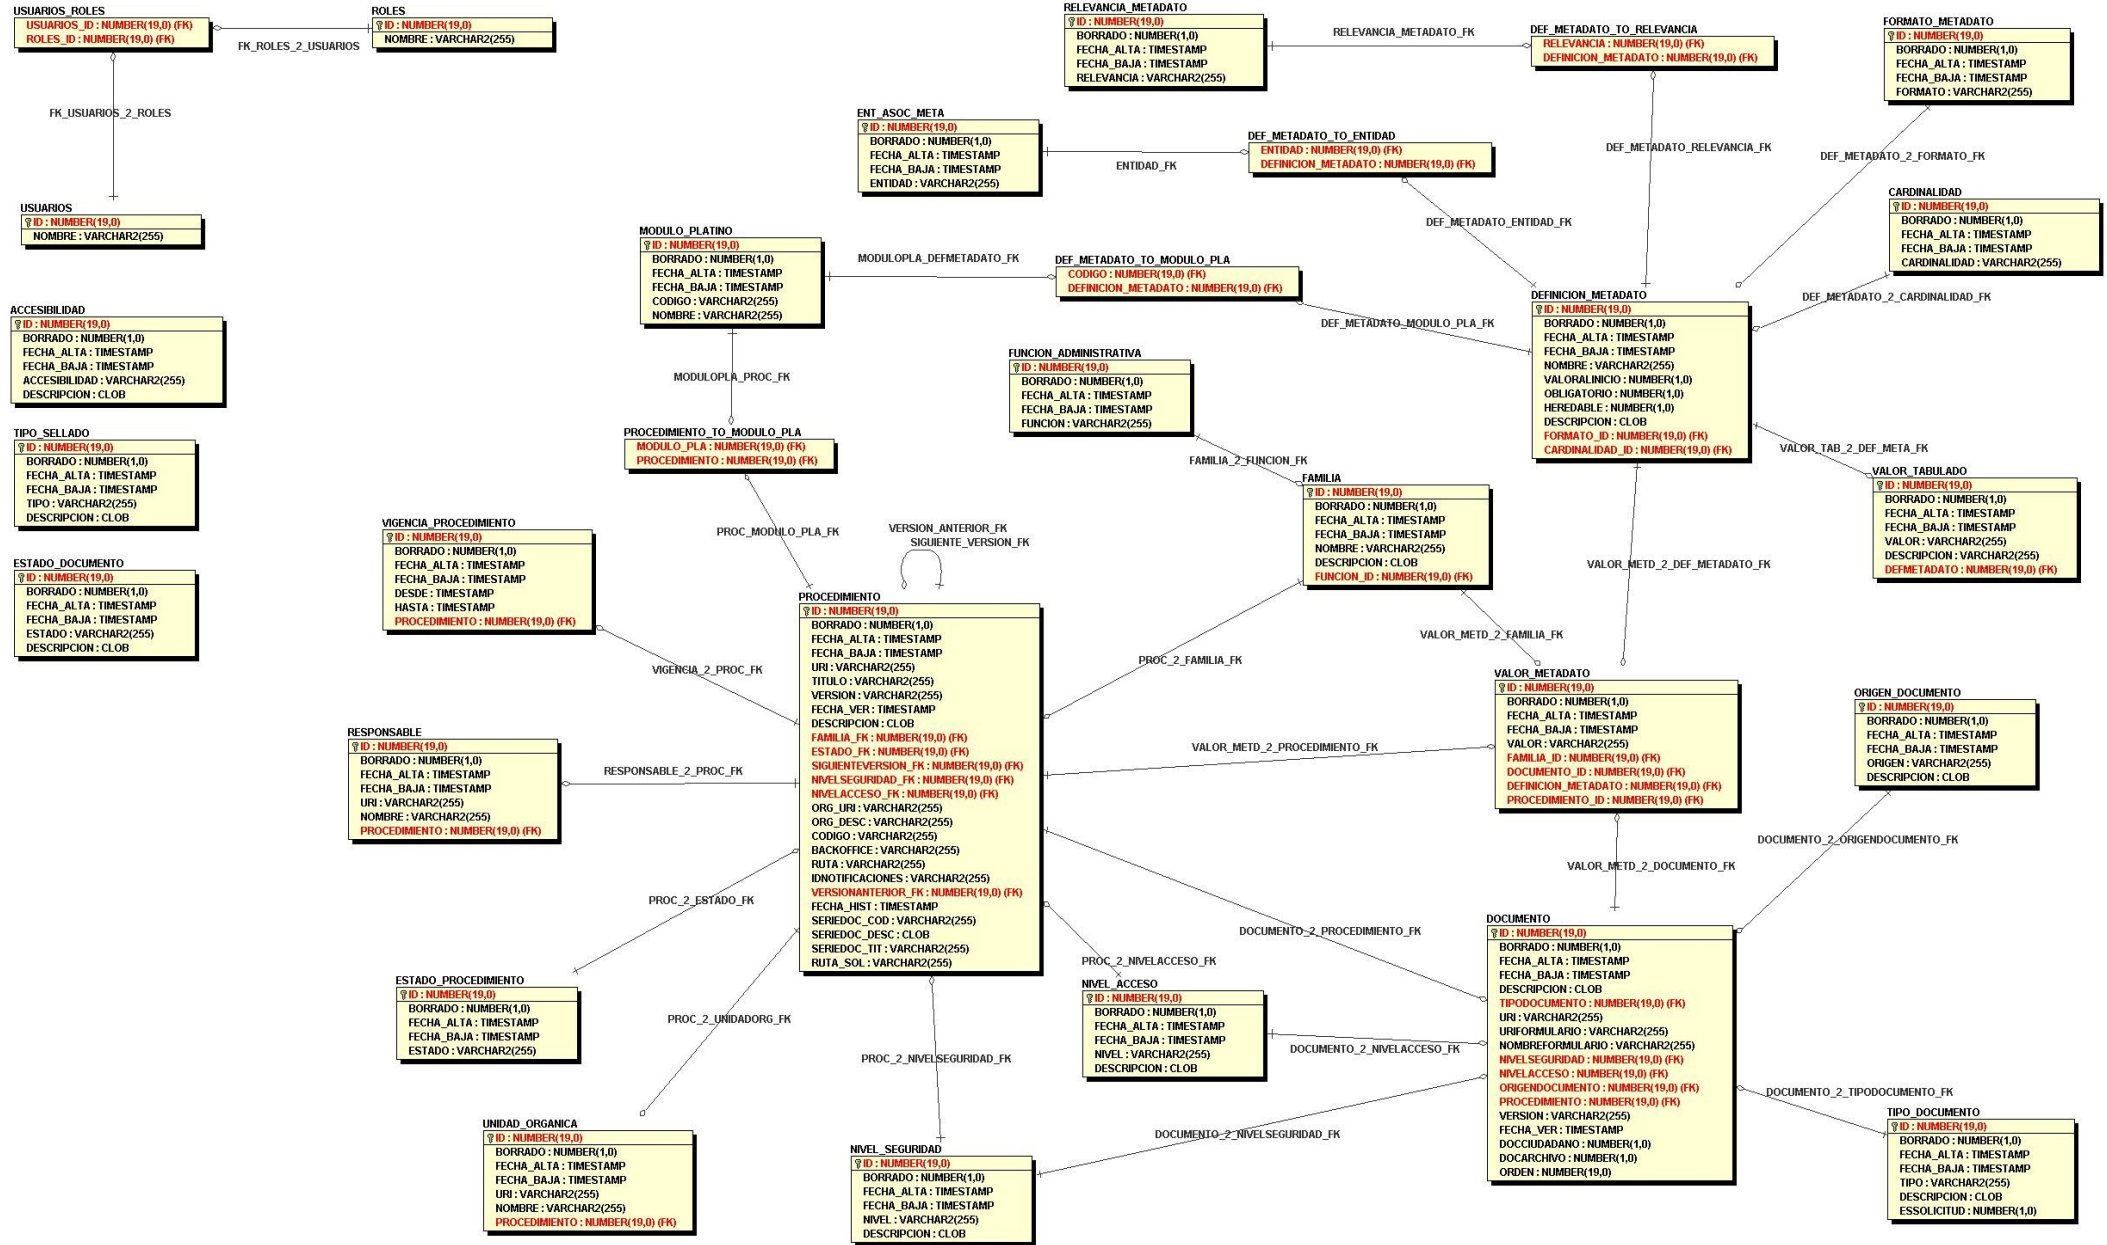 USUARIOS_ROLES
USUARIOS_ID : NUMBER(19,0) (FK)
ROLES_ID : NUMBER(19,0) (FK)
FK_ROLES_2_USUARIOS
ROLES
ID : NUMBER(19,0)
NOMBRE : VARCHAR2(255)
FK_USUARIOS_2_ROLES
USUARIOS
ID : NUMBER(19,0)
NOMBRE : VARCHAR2(255)
RELEVANCIA_METADATO
ID : NUMBER(19,0)
BORRADO : NUMBER(1,0)
FECHA_ALTA : TIMESTAMP
FECHA_BAJA : TIMESTAMP
RELEVANCIA : VARCHAR2(255)
RELEVANCIA_METADATO_FK
DEF_METADATO_TO_RELEVANCIA
RELEVANCIA : NUMBER(19,0) (FK)
DEFINICION_METADATO : NUMBER(19,0) (FK)
FORMATO_METADATO
ID : NUMBER(19,0)
BORRADO : NUMBER(1,0)
FECHA_ALTA : TIMESTAMP
FECHA_BAJA : TIMESTAMP
FORMATO : VARCHAR2(255)
ENT_ASOC_META
ID : NUMBER(19,0)
BORRADO : NUMBER(1,0)
FECHA_ALTA : TIMESTAMP
FECHA_BAJA : TIMESTAMP
ENTIDAD : VARCHAR2(255)
ENTIDAD_FK
DEF_METADATO_TO_ENTIDAD
ENTIDAD : NUMBER(19,0) (FK)
DEFINICION_METADATO : NUMBER(19,0) (FK)
DEF_METADATO_RELEVANCIA_FK
DEF_METADATO_2_FORMATO_FK
DEF_METADATO_ENTIDAD_FK
CARDINALIDAD
ID : NUMBER(19,0)
BORRADO : NUMBER(1,0)
FECHA_ALTA : TIMESTAMP
FECHA_BAJA : TIMESTAMP
CARDINALIDAD : VARCHAR2(255)
DEF_METADATO_2_CARDINALIDAD_FK
MODULO_PLATINO
ID : NUMBER(19,0)
BORRADO : NUMBER(1,0)
FECHA_ALTA : TIMESTAMP
FECHA_BAJA : TIMESTAMP
CODIGO : VARCHAR2(255)
NOMBRE : VARCHAR2(255)
MODULOPLA_DEFMETADATO_FK
DEF_METADATO_TO_MODULO_PLA
CODIGO : NUMBER(19,0) (FK)
DEFINICION_METADATO : NUMBER(19,0) (FK)
DEF_METADATO_MODULO_PLA_FK
DEFINICION_METADATO
ID : NUMBER(19,0)
BORRADO : NUMBER(1,0)
FECHA_ALTA : TIMESTAMP
FECHA_BAJA : TIMESTAMP
NOMBRE : VARCHAR2(255)
VALORALINICIO : NUMBER(1,0)
OBLIGATORIO : NUMBER(1,0)
HEREDABLE : NUMBER(1,0)
DESCRIPCION : CLOB
FORMATO_ID : NUMBER(19,0) (FK)
CARDINALIDAD_ID : NUMBER(19,0) (FK)
ACCESIBILIDAD
ID : NUMBER(19,0)
BORRADO : NUMBER(1,0)
FECHA_ALTA : TIMESTAMP
FECHA_BAJA : TIMESTAMP
ACCESIBILIDAD : VARCHAR2(255)
DESCRIPCION : CLOB
TIPO_SELLADO
ID : NUMBER(19,0)
BORRADO : NUMBER(1,0)
FECHA_ALTA : TIMESTAMP
FECHA_BAJA : TIMESTAMP
TIPO : VARCHAR2(255)
DESCRIPCION : CLOB
ESTADO_DOCUMENTO
ID : NUMBER(19,0)
BORRADO : NUMBER(1,0)
FECHA_ALTA : TIMESTAMP
FECHA_BAJA : TIMESTAMP
ESTADO : VARCHAR2(255)
DESCRIPCION : CLOB
MODULOPLA_PROC_FK
PROCEDIMIENTO_TO_MODULO_PLA
MODULO_PLA : NUMBER(19,0) (FK)
PROCEDIMIENTO : NUMBER(19,0) (FK)
PROC_MODULO_PLA_FK
FUNCION_ADMINISTRATIVA
ID : NUMBER(19,0)
BORRADO : NUMBER(1,0)
FECHA_ALTA : TIMESTAMP
FECHA_BAJA : TIMESTAMP
FUNCION : VARCHAR2(255)
FAMILIA_2_FUNCION_FK
FAMILIA
ID : NUMBER(19,0)
BORRADO : NUMBER(1,0)
FECHA_ALTA : TIMESTAMP
FECHA_BAJA : TIMESTAMP
NOMBRE : VARCHAR2(255)
DESCRIPCION : CLOB
FUNCION_ID : NUMBER(19,0) (FK)
VALOR_TAB_2_DEF_META_FK
VALOR_TABULADO
ID : NUMBER(19,0)
BORRADO : NUMBER(1,0)
FECHA_ALTA : TIMESTAMP
FECHA_BAJA : TIMESTAMP
VALOR : VARCHAR2(255)
DESCRIPCION : VARCHAR2(255)
DEFMETADATO : NUMBER(19,0) (FK)
VALOR_METD_2_DEF_METADATO_FK
VIGENCIA_PROCEDIMIENTO
ID : NUMBER(19,0)
BORRADO : NUMBER(1,0)
FECHA_ALTA : TIMESTAMP
FECHA_BAJA : TIMESTAMP
DESDE : TIMESTAMP
HASTA : TIMESTAMP
PROCEDIMIENTO : NUMBER(19,0) (FK)
VIGENCIA_2_PROC_FK
VERSION_ANTERIOR_FK
SIGUIENTE_VERSION_FK
PROCEDIMIENTO
ID : NUMBER(19,0)
BORRADO : NUMBER(1,0)
FECHA_ALTA : TIMESTAMP
FECHA_BAJA : TIMESTAMP
URI : VARCHAR2(255)
TITULO : VARCHAR2(255)
VERSION : VARCHAR2(255)
FECHA_VER : TIMESTAMP
DESCRIPCION : CLOB
FAMILIA_FK : NUMBER(19,0) (FK)
ESTADO_FK : NUMBER(19,0) (FK)
SIGUIENTEVERSION_FK : NUMBER(19,0) (FK)
NIVELSEGURIDAD_FK : NUMBER(19,0) (FK)
NIVELACCESO_FK : NUMBER(19,0) (FK)
ORG_URI : VARCHAR2(255)
ORG_DESC : VARCHAR2(255)
CODIGO : VARCHAR2(255)
BACKOFFICE : VARCHAR2(255)
RUTA : VARCHAR2(255)
IDNOTIFICACIONES : VARCHAR2(255)
VERSIONANTERIOR_FK : NUMBER(19,0) (FK)
FECHA_HIST : TIMESTAMP
SERIEDOC_COD : VARCHAR2(255)
SERIEDOC_DESC : CLOB
SERIEDOC_TIT : VARCHAR2(255)
RUTA_SOL : VARCHAR2(255)
VALOR_METD_2_FAMILIA_FK
PROC_2_FAMILIA_FK
VALOR_METADATO
ID : NUMBER(19,0)
BORRADO : NUMBER(1,0)
FECHA_ALTA : TIMESTAMP
FECHA_BAJA : TIMESTAMP
VALOR : VARCHAR2(255)
FAMILIA_ID : NUMBER(19,0) (FK)
DOCUMENTO_ID : NUMBER(19,0) (FK)
DEFINICION_METADATO : NUMBER(19,0) (FK)
PROCEDIMIENTO_ID : NUMBER(19,0) (FK)
ORIGEN_DOCUMENTO
ID : NUMBER(19,0)
BORRADO : NUMBER(1,0)
FECHA_ALTA : TIMESTAMP
FECHA_BAJA : TIMESTAMP
ORIGEN : VARCHAR2(255)
DESCRIPCION : CLOB
RESPONSABLE
ID : NUMBER(19,0)
BORRADO : NUMBER(1,0)
FECHA_ALTA : TIMESTAMP
FECHA_BAJA : TIMESTAMP
URI : VARCHAR2(255)
NOMBRE : VARCHAR2(255)
PROCEDIMIENTO : NUMBER(19,0) (FK)
RESPONSABLE_2_PROC_FK
VALOR_METD_2_PROCEDIMIENTO_FK
DOCUMENTO_2_ORIGENDOCUMENTO_FK
VALOR_METD_2_DOCUMENTO_FK
PROC_2_ESTADO_FK
DOCUMENTO_2_PROCEDIMIENTO_FK
PROC_2_NIVELACCESO_FK
DOCUMENTO
ID : NUMBER(19,0)
BORRADO : NUMBER(1,0)
FECHA_ALTA : TIMESTAMP
FECHA_BAJA : TIMESTAMP
DESCRIPCION : CLOB
TIPODOCUMENTO : NUMBER(19,0) (FK)
URI : VARCHAR2(255)
URIFORMULARIO : VARCHAR2(255)
NOMBREFORMULARIO : VARCHAR2(255)
NIVELSEGURIDAD : NUMBER(19,0) (FK)
NIVELACCESO : NUMBER(19,0) (FK)
ORIGENDOCUMENTO : NUMBER(19,0) (FK)
PROCEDIMIENTO : NUMBER(19,0) (FK)
VERSION : VARCHAR2(255)
FECHA_VER : TIMESTAMP
DOCCIUDADANO : NUMBER(1,0)
DOCARCHIVO : NUMBER(1,0)
ORDEN : NUMBER(19,0)
ESTADO_PROCEDIMIENTO
ID : NUMBER(19,0)
BORRADO : NUMBER(1,0)
FECHA_ALTA : TIMESTAMP
FECHA_BAJA : TIMESTAMP
ESTADO : VARCHAR2(255)
PROC_2_UNIDADORG_FK
PROC_2_NIVELSEGURIDAD_FK
NIVEL_ACCESO
ID : NUMBER(19,0)
BORRADO : NUMBER(1,0)
FECHA_ALTA : TIMESTAMP
FECHA_BAJA : TIMESTAMP
NIVEL : VARCHAR2(255)
DESCRIPCION : CLOB
DOCUMENTO_2_NIVELACCESO_FK
DOCUMENTO_2_NIVELSEGURIDAD_FK
DOCUMENTO_2_TIPODOCUMENTO_FK
UNIDAD_ORGANICA
ID : NUMBER(19,0)
BORRADO : NUMBER(1,0)
FECHA_ALTA : TIMESTAMP
FECHA_BAJA : TIMESTAMP
URI : VARCHAR2(255)
NOMBRE : VARCHAR2(255)
PROCEDIMIENTO : NUMBER(19,0) (FK)
NIVEL_SEGURIDAD
ID : NUMBER(19,0)
BORRADO : NUMBER(1,0)
FECHA_ALTA : TIMESTAMP
FECHA_BAJA : TIMESTAMP
NIVEL : VARCHAR2(255)
DESCRIPCION : CLOB
TIPO_DOCUMENTO
ID : NUMBER(19,0)
BORRADO : NUMBER(1,0)
FECHA_ALTA : TIMESTAMP
FECHA_BAJA : TIMESTAMP
TIPO : VARCHAR2(255)
DESCRIPCION : CLOB
ESSOLICITUD : NUMBER(1,0)